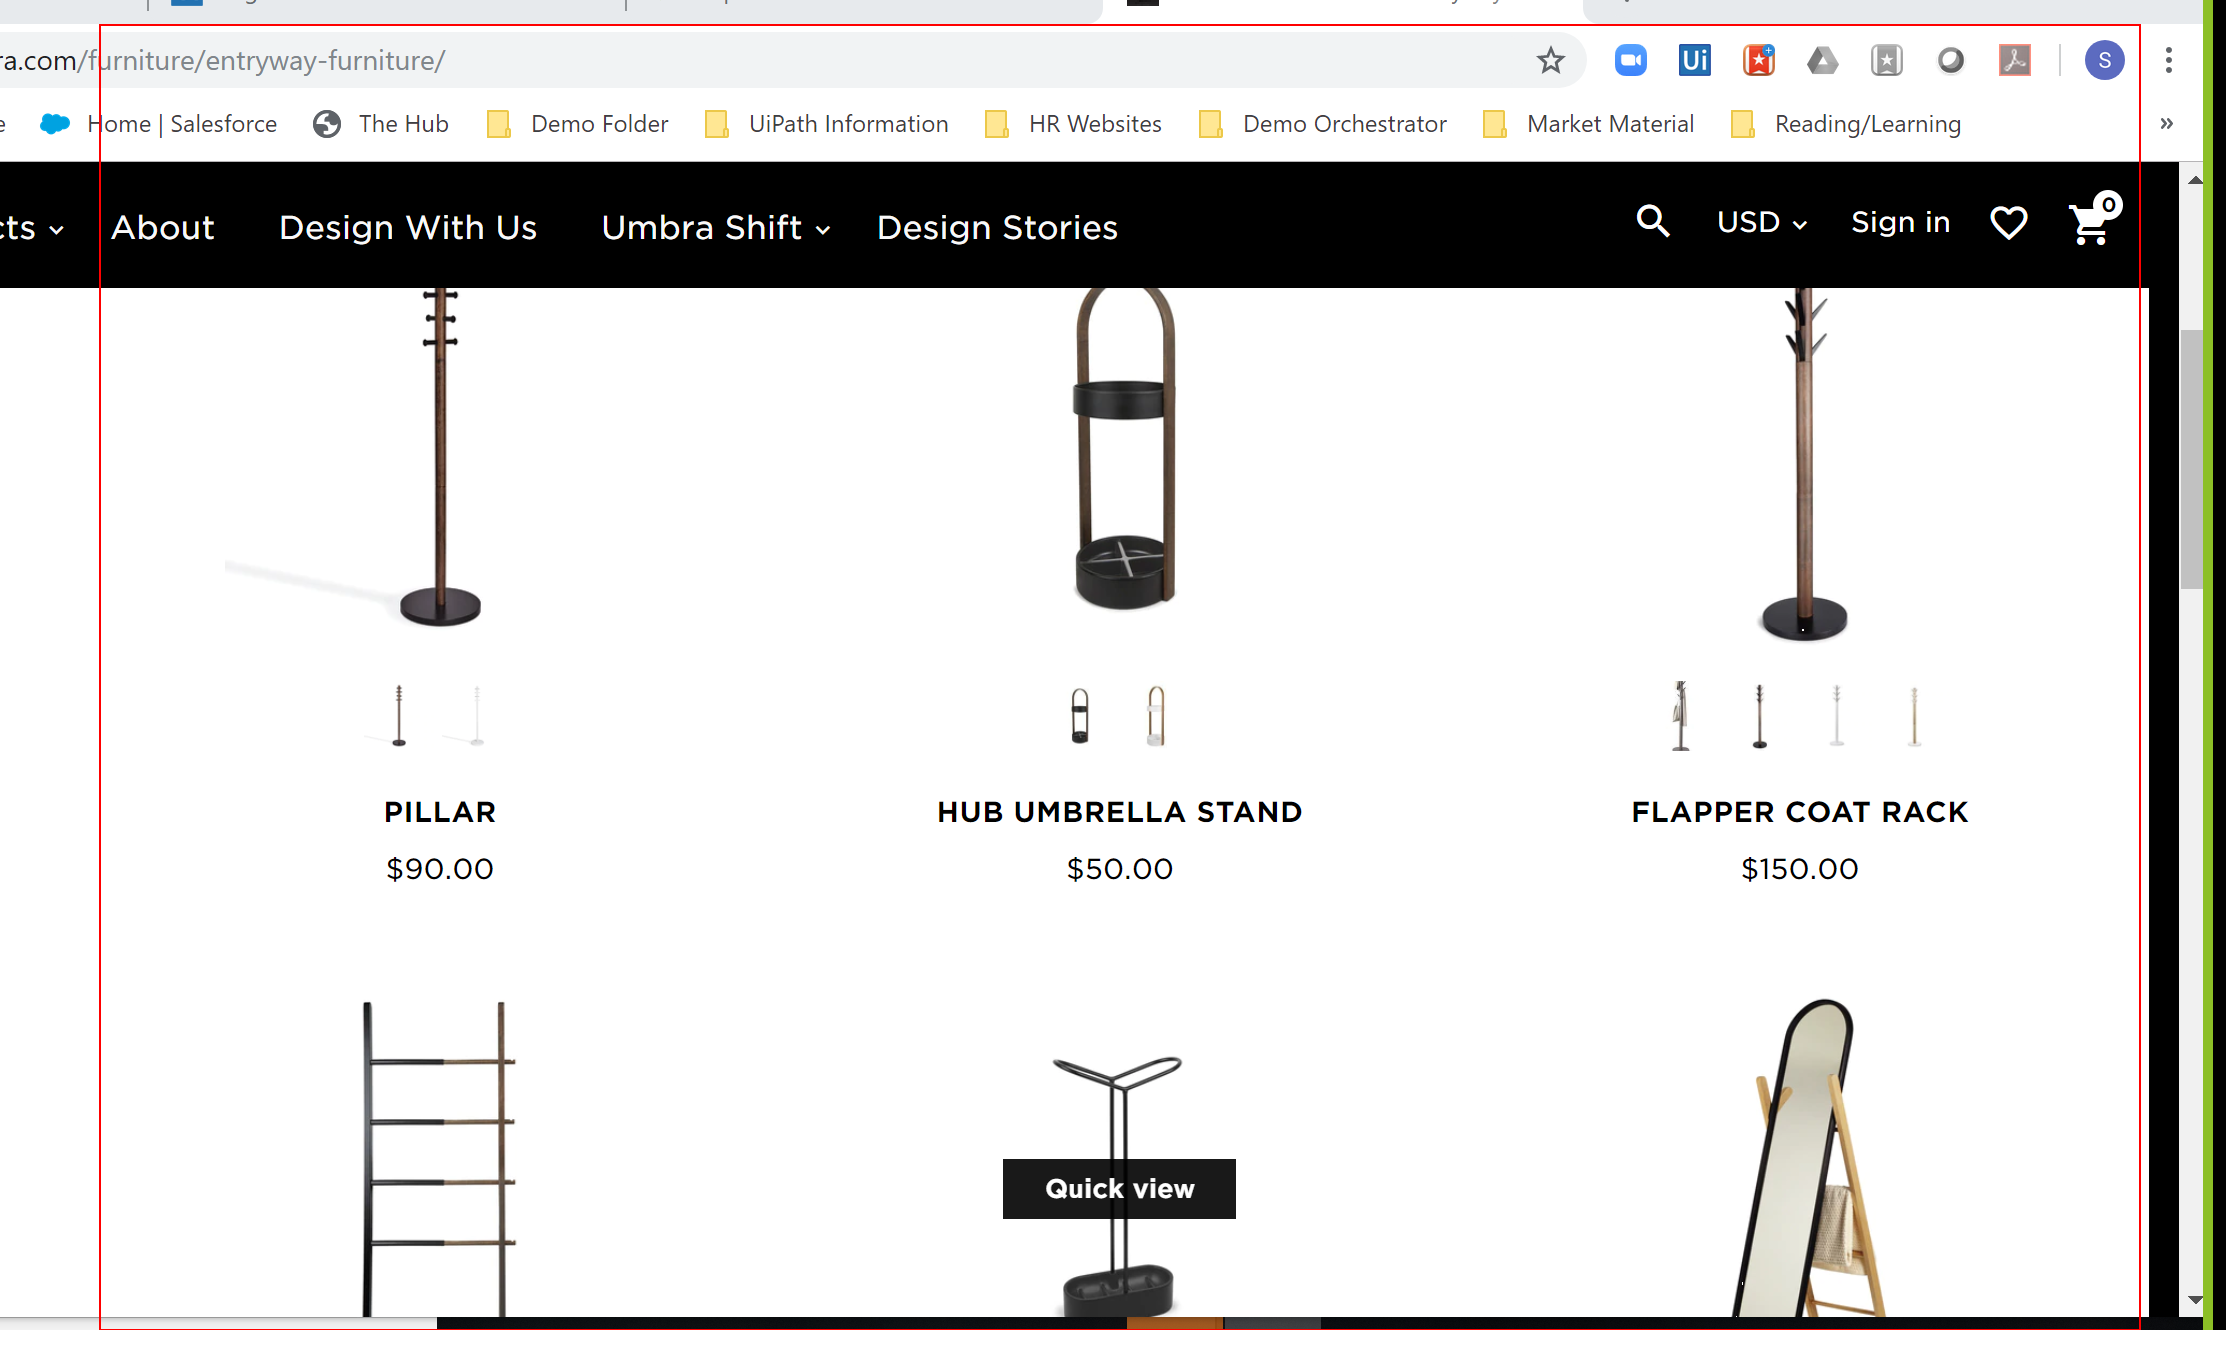 ra.com/furniture/entryway-furniture/
S
Home | Salesforce The Hub Demo Folder UiPath Information HR Websites Demo Orchestrator Market Material Reading/Learning »
cts About Design With Us Umbra Shift Design Stories USD Sign in 0
PILLAR HUB UMBRELLA STAND FLAPPER COAT RACK
$90.00 $50.00 $150.00
Quick view